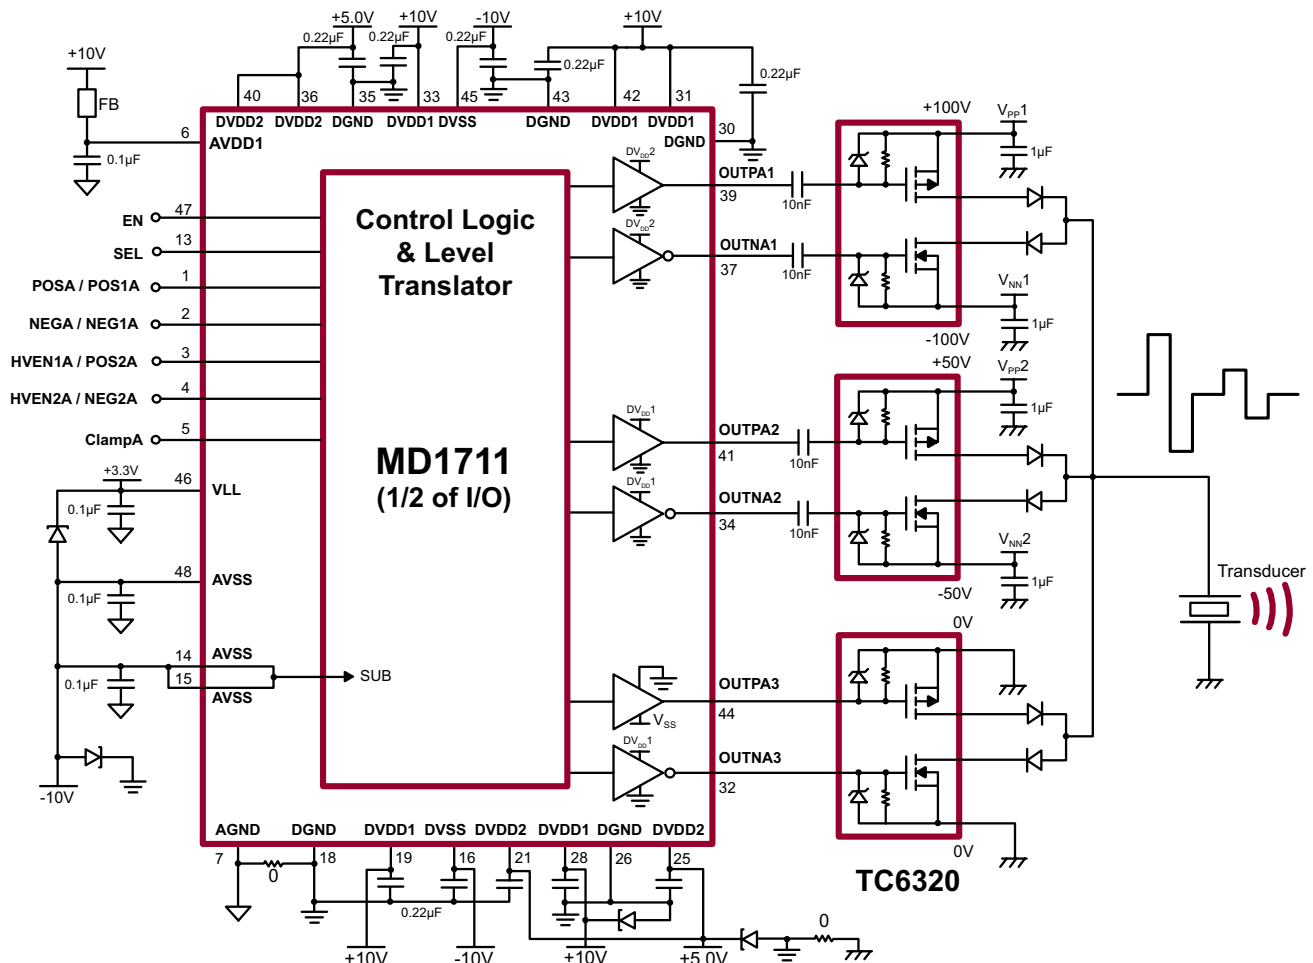 +5.0V
+10V
-10V
+10V
0.22µF
0.22µF
0.22µF
0.22µF
0.22µF
+10V
FB
0.1µF
6
40
36
35
33
45
43
42
31
30
DVDD2
DVDD2
DGND
DVDD1
DVSS
DGND
DVDD1
DVDD1
DGND
AVDD1
EN
47
SEL
13
POSA / POS1A
1
NEGA / NEG1A
2
HVEN1A / POS2A
3
HVEN2A / NEG2A
4
ClampA
5
+3.3V
46
VLL
0.1µF
48
AVSS
0.1µF
14
AVSS
15
AVSS
0.1µF
SUB
-10V
Control Logic
& Level
Translator
MD1711
(1/2 of I/O)
DVDD2
OUTPA1
39
10nF
DVDD2
OUTNA1
37
10nF
DVDD1
OUTPA2
41
10nF
DVDD1
OUTNA2
34
10nF
VSS
OUTPA3
44
DVDD1
OUTNA3
32
+100V
VPP1
1µF
VNN1
1µF
-100V
+50V
VPP2
1µF
VNN2
1µF
-50V
0V
0V
TC6320
Transducer
AGND
DGND
DVDD1
DVSS
DVDD2
DVDD1
DGND
DVDD2
7
18
19
16
21
28
26
25
0
0.22µF
+10V
-10V
+10V
+5.0V
0